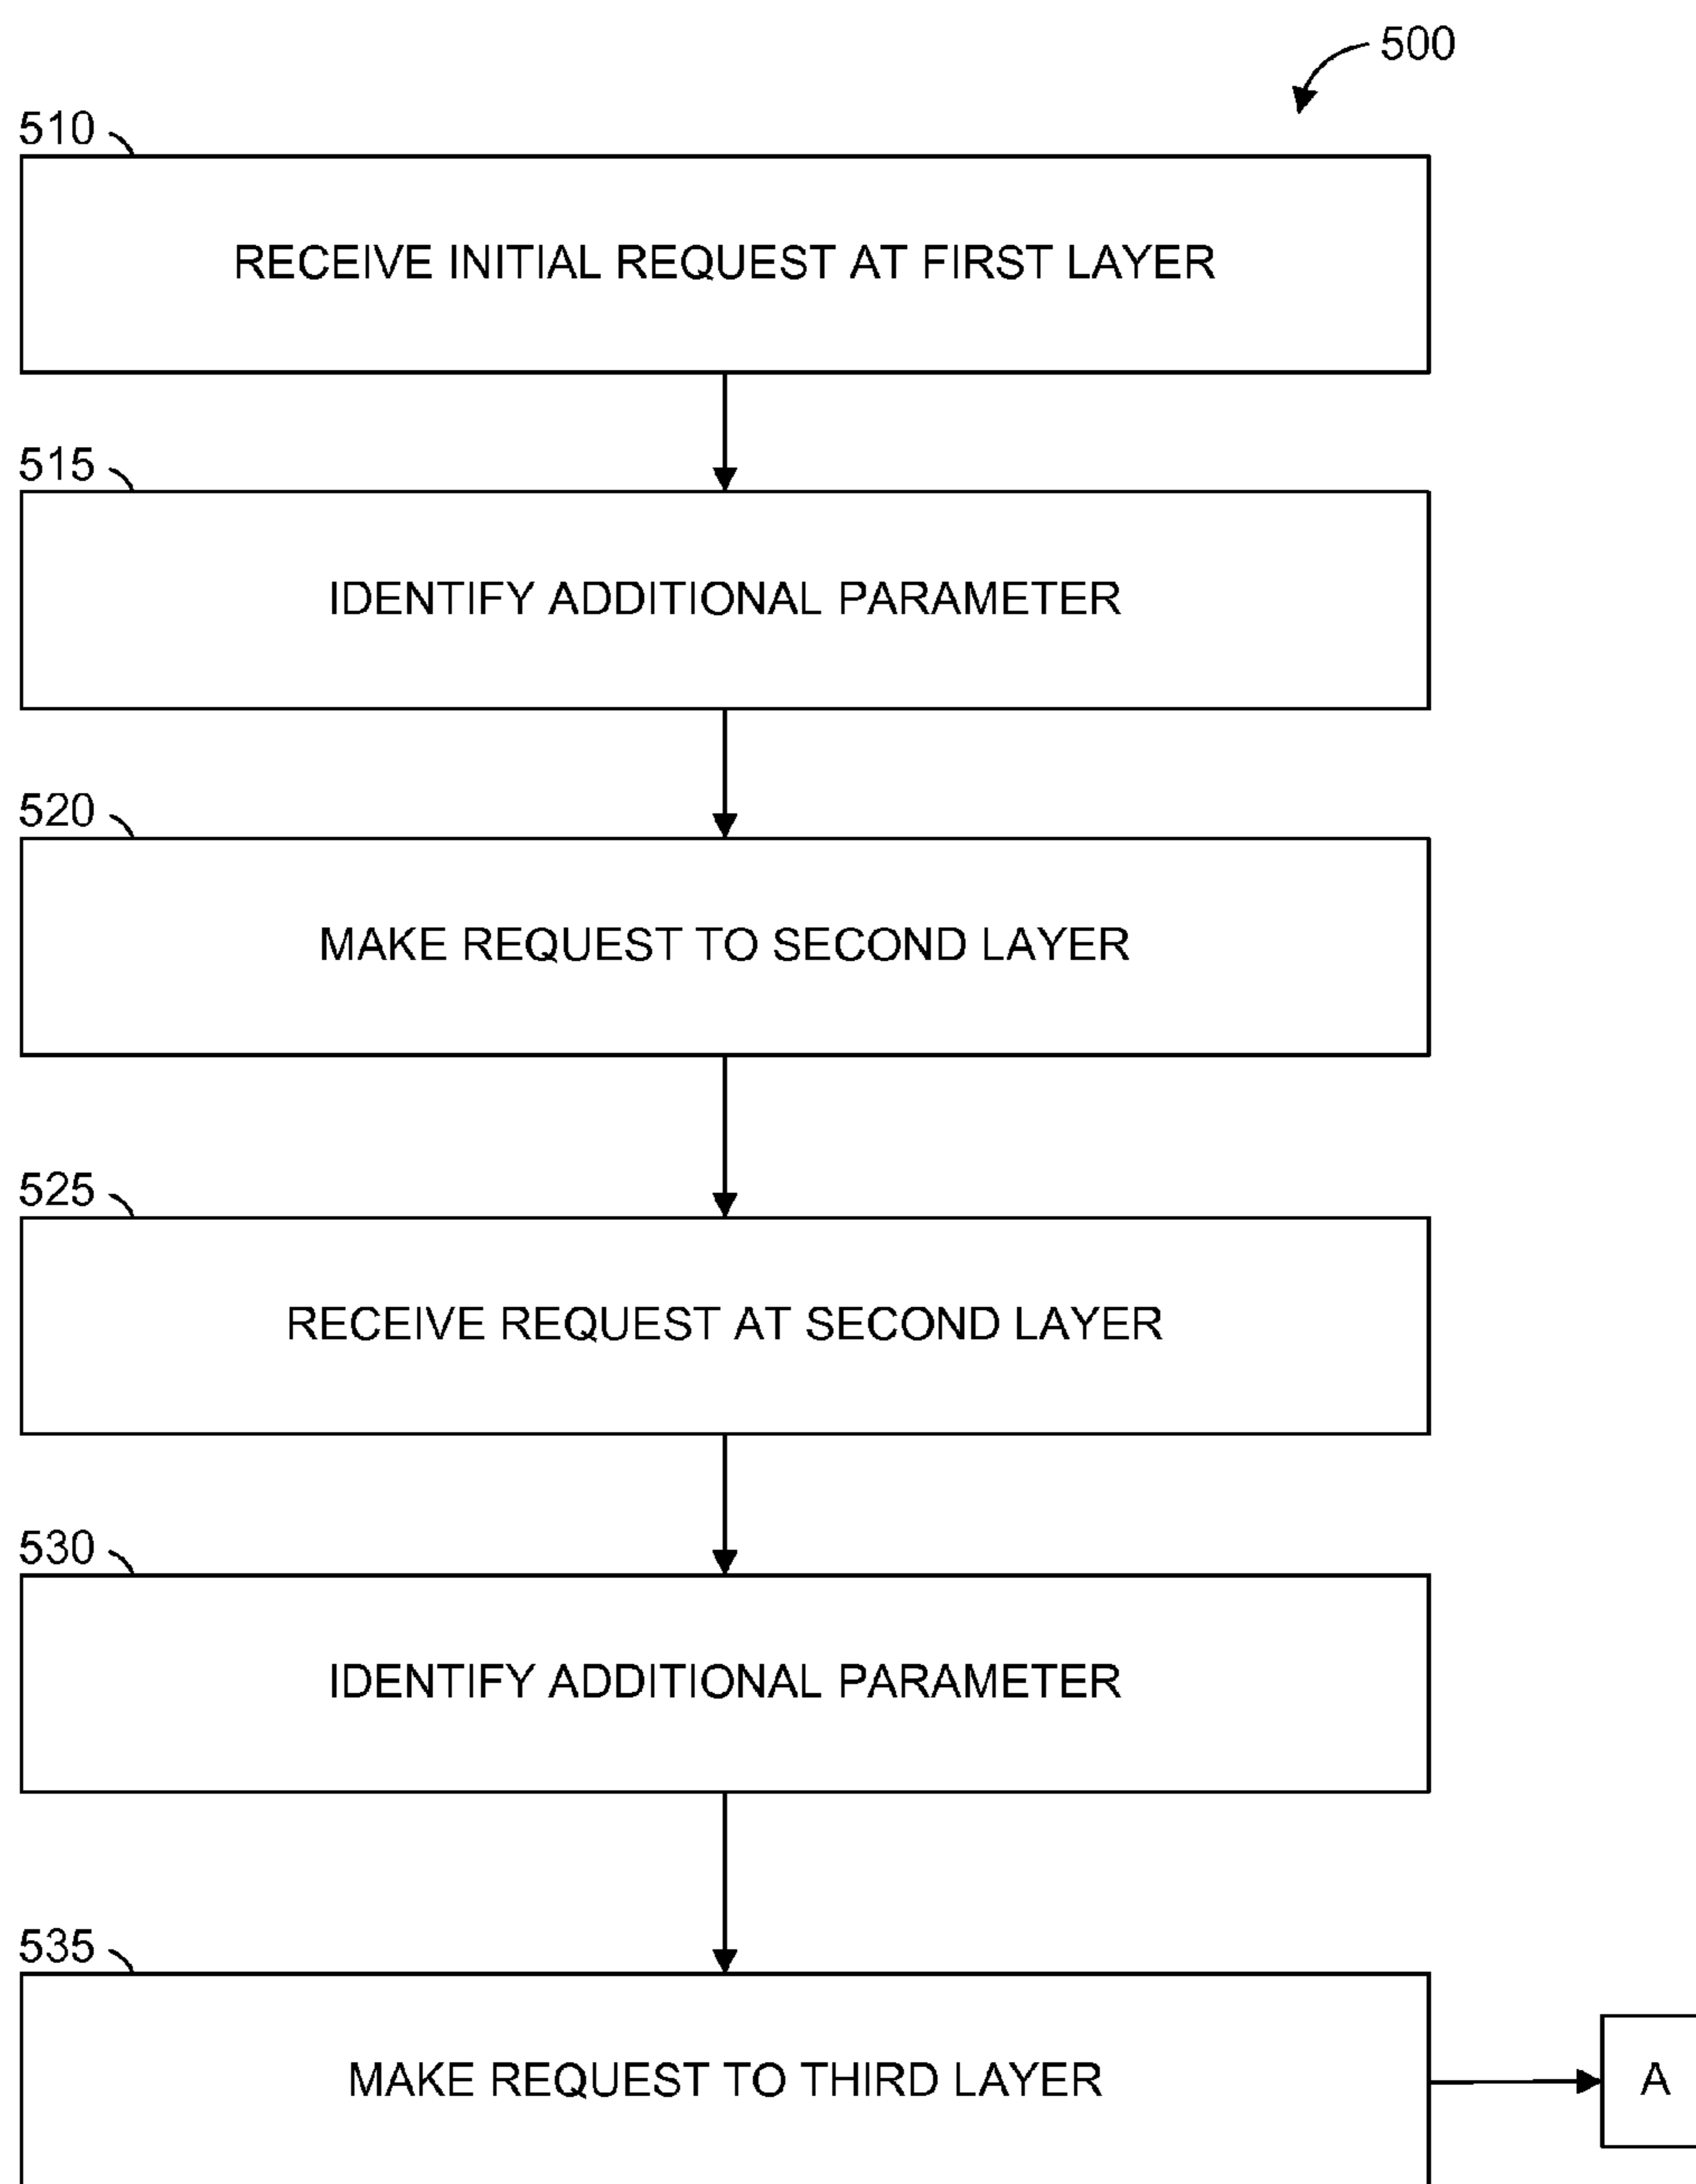 500
510
RECEIVE INITIAL REQUEST AT FIRST LAYER
515
IDENTIFY ADDITIONAL PARAMETER
520
MAKE REQUEST TO SECOND LAYER
525
RECEIVE REQUEST AT SECOND LAYER
530
IDENTIFY ADDITIONAL PARAMETER
535
MAKE REQUEST TO THIRD LAYER
A